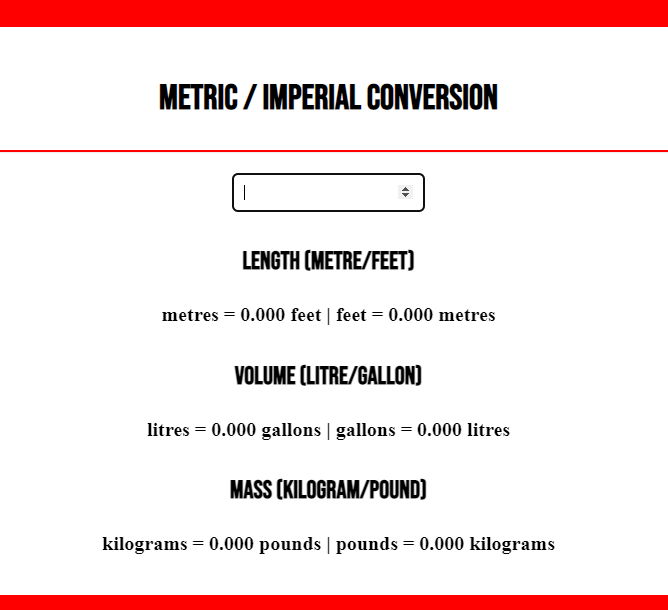 METRIC / IMPERIAL CONVERSION
LENGTH (METRE/FEET)
metres = 0.000 feet | feet = 0.000 metres
VOLUME (LITRE/GALLON)
litres = 0.000 gallons | gallons = 0.000 litres
MASS (KILOGRAM/POUND)
kilograms = 0.000 pounds | pounds = 0.000 kilograms